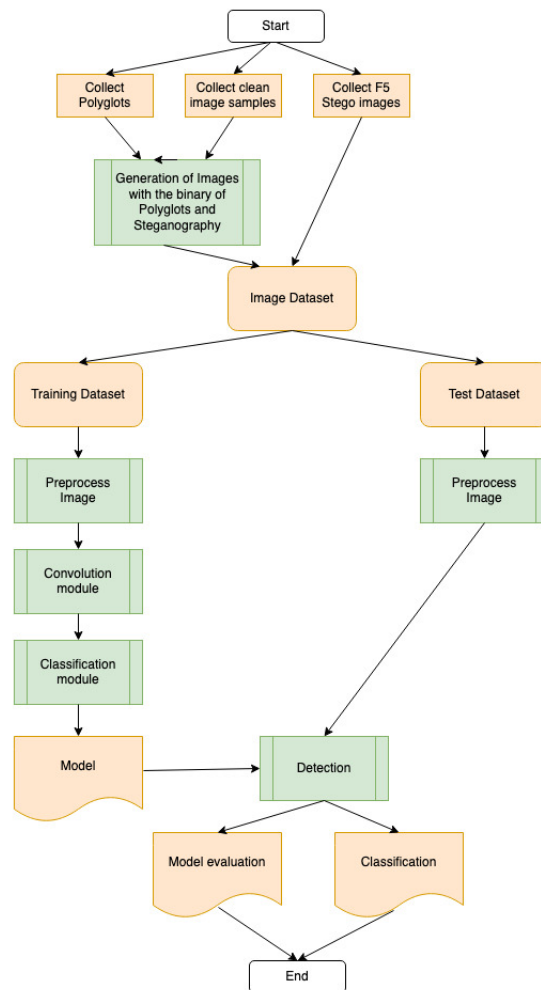 Start
Collect
Polyglots
Collect clean
image samples
Collect F5
Stego images
Generation of Images
with the binary of
Polyglots and
Steganography
Image Dataset
Training Dataset
Test Dataset
Preprocess
Image
Preprocess
Image
Convolution
module
Classification
module
Model
Detection
Model evaluation
Classification
End